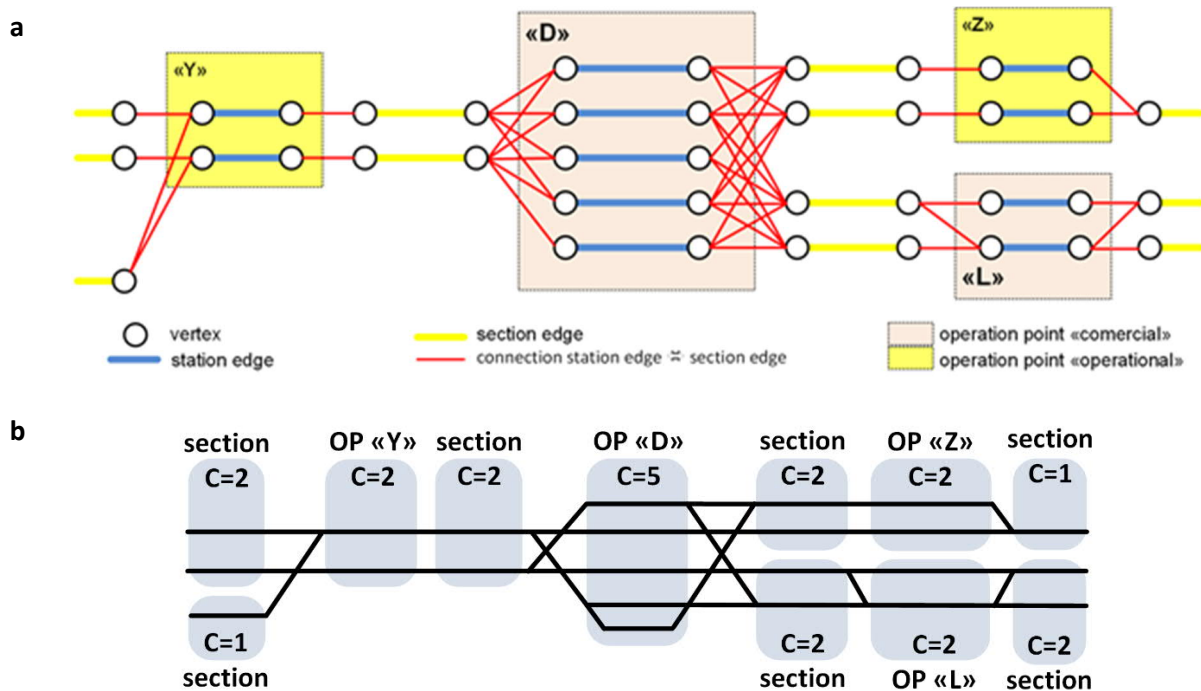 a
«Y»
«D»
«Z»
«L»
vertex
station edge
section edge
connection station edge ⩯ section edge
operation point «comercial»
operation point «operational»
b
section OP «Y» section OP «D» section OP «Z» section
C=2 C=2 C=2 C=5 C=2 C=2 C=1
C=1 C=2 C=2 C=2
section section OP «L» section